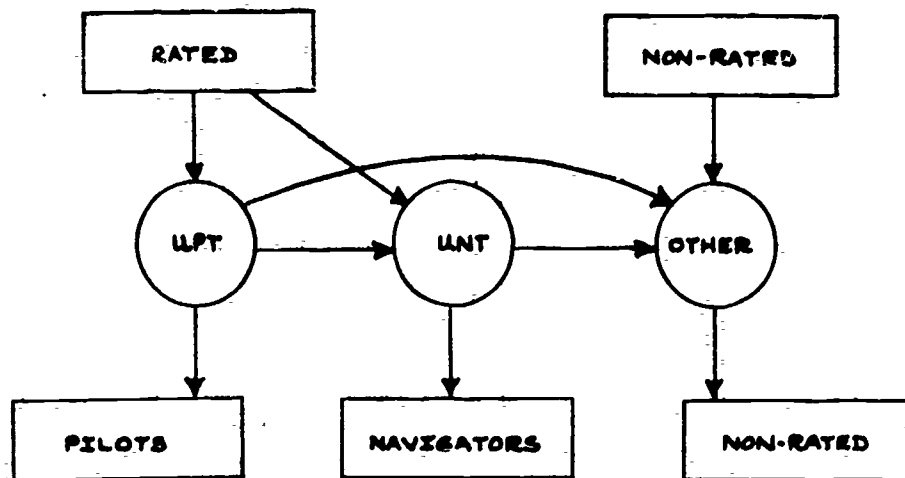 RATED
NON-RATED
UPT
UNT
OTHER
PILOTS
NAVIGATORS
NON-RATED